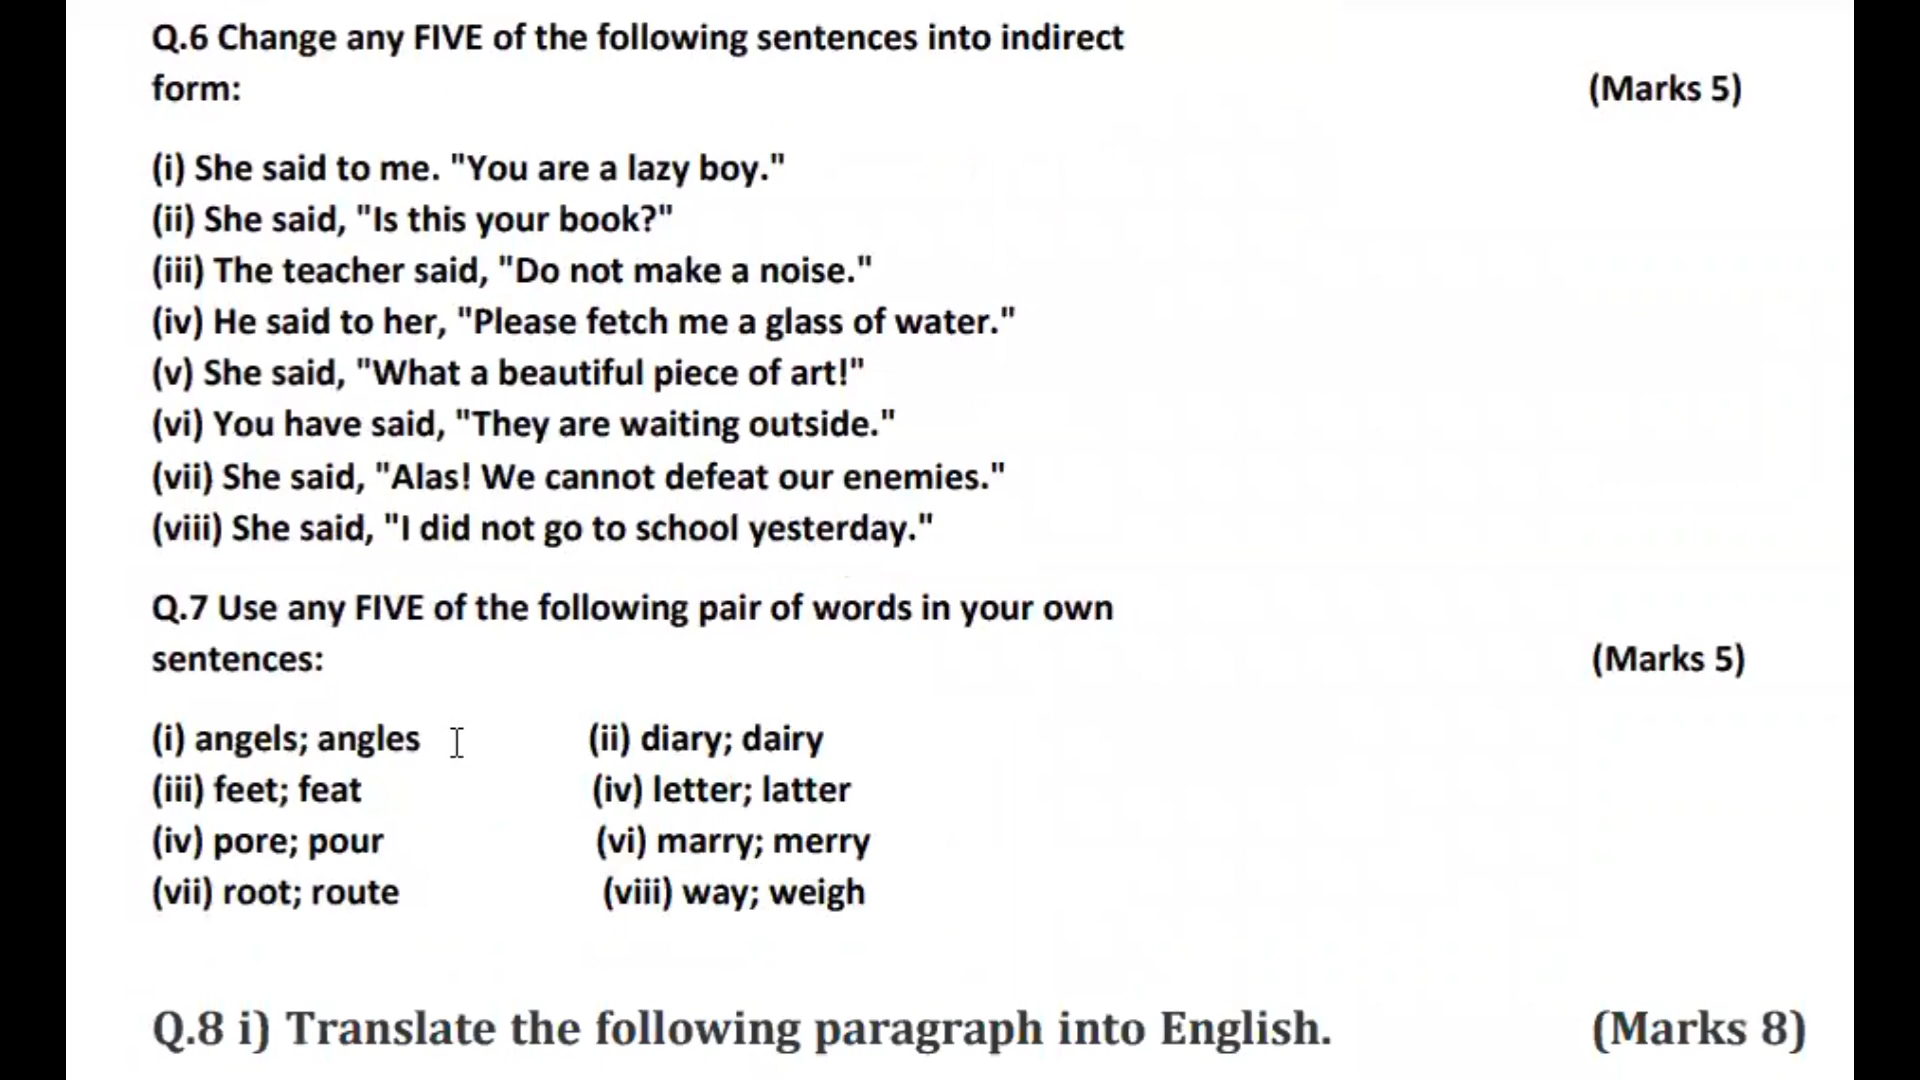 Q.6 Change any FIVE of the following sentences into indirect
form: (Marks 5)
(i) She said to me. "You are a lazy boy."
(ii) She said, "Is this your book?"
(iii) The teacher said, "Do not make a noise."
(iv) He said to her, "Please fetch me a glass of water."
(v) She said, "What a beautiful piece of art!"
(vi) You have said, "They are waiting outside."
(vii) She said, "Alas! We cannot defeat our enemies."
(viii) She said, "I did not go to school yesterday."
Q.7 Use any FIVE of the following pair of words in your own
sentences: (Marks 5)
(i) angels; angles (ii) diary; dairy
(iii) feet; feat (iv) letter; latter
(iv) pore; pour (vi) marry; merry
(vii) root; route (viii) way; weigh
Q.8 i) Translate the following paragraph into English. (Marks 8)